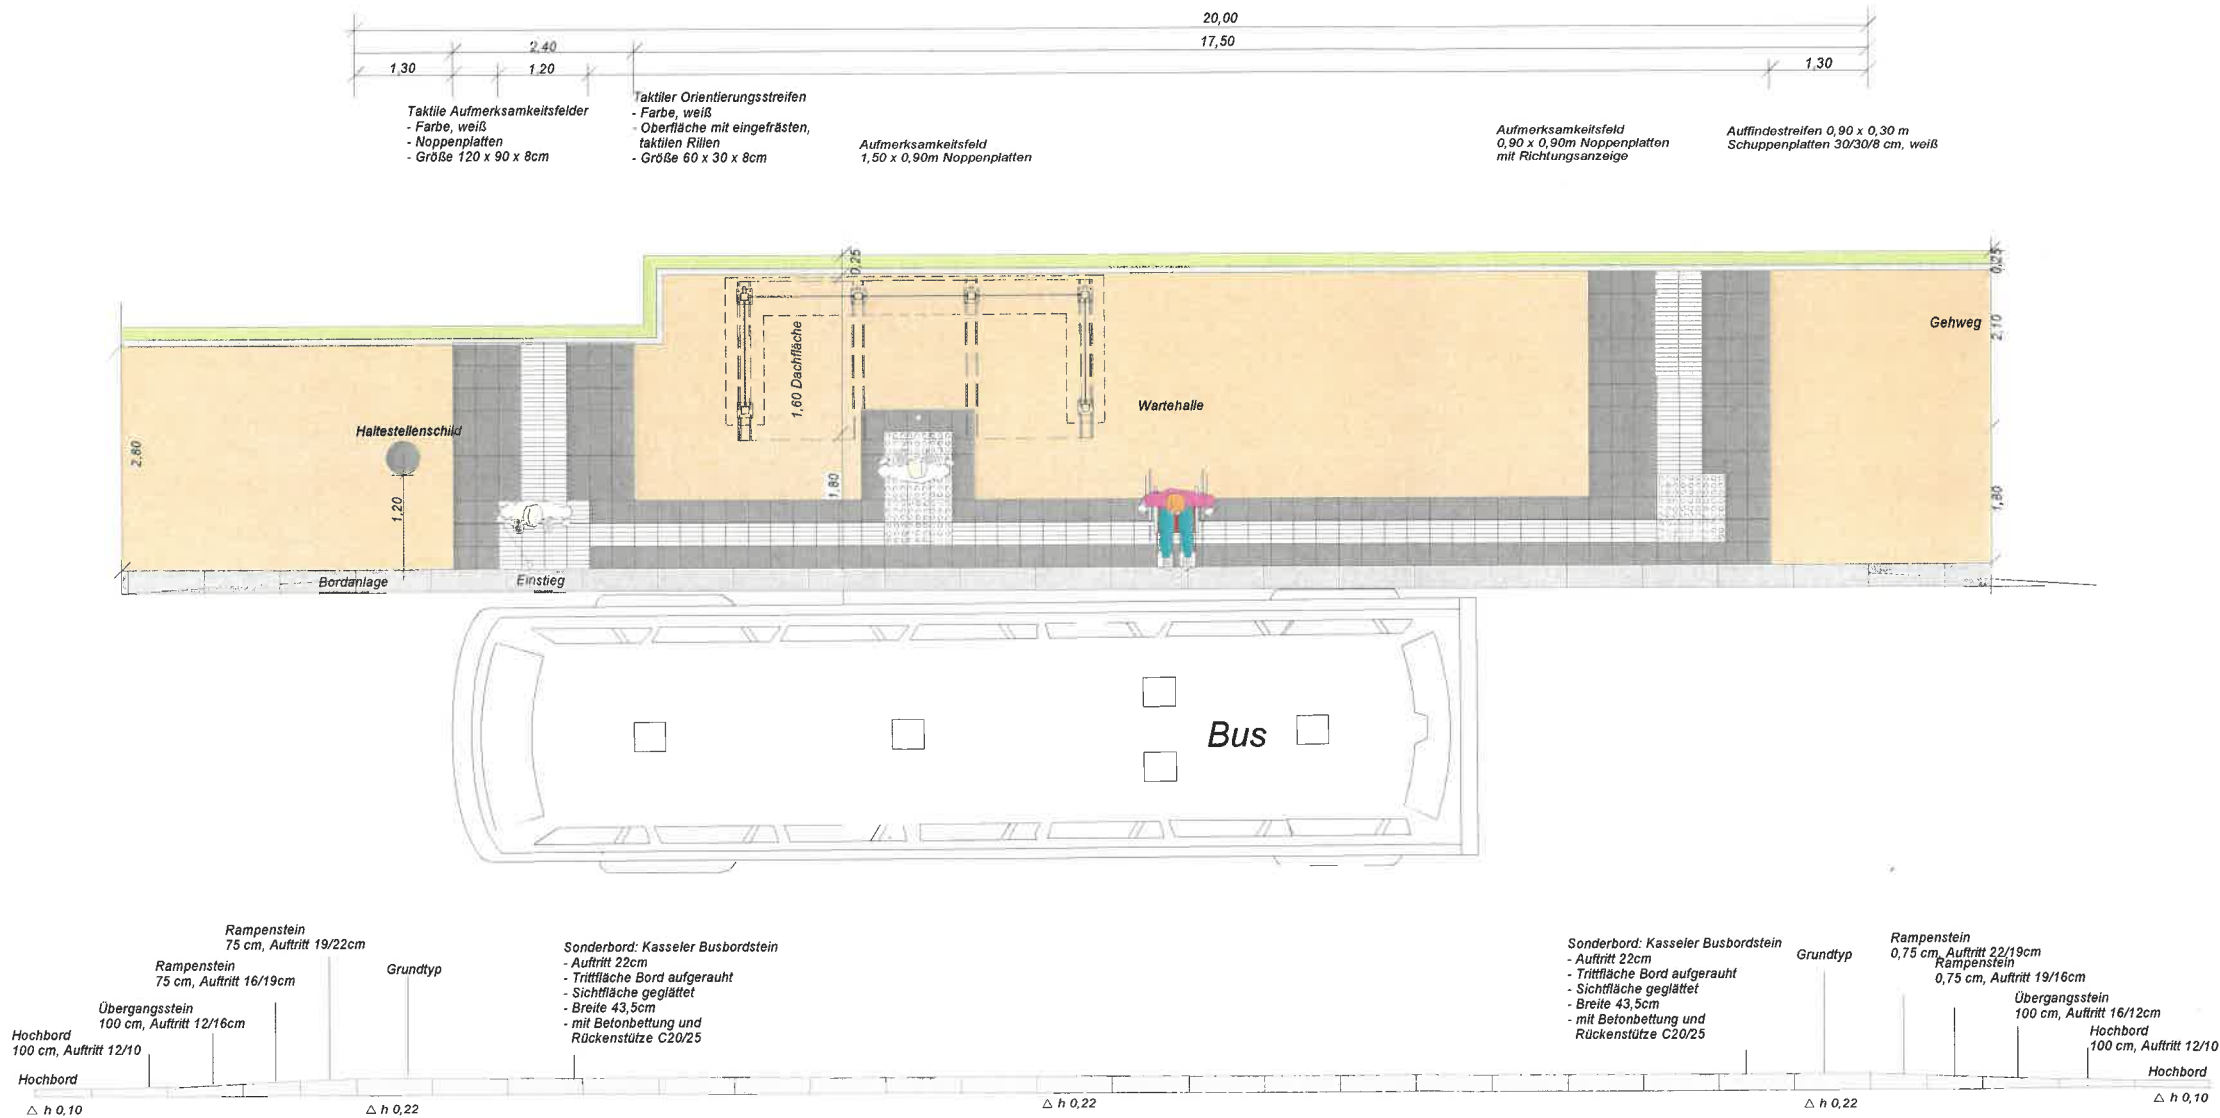 20,00
2,40
17,50
1,30
1,20
1,30
Taktile Aufmerksamkeitsfelder
- Farbe, weiß
- Noppenplatten
- Größe 120 x 90 x 8cm
Taktiler Orientierungsstreifen
- Farbe, weiß
- Oberfläche mit eingefrästen,
taktilen Rillen
- Größe 60 x 30 x 8cm
Aufmerksamkeitsfeld
1,50 x 0,90m Noppenplatten
Aufmerksamkeitsfeld
0,90 x 0,90m Noppenplatten
mit Richtungsanzeige
Auffindestreifen 0,90 x 0,30 m
Schuppenplatten 30/30/8 cm, weiß
0,25
0,25
2,10
Gehweg
1,60 Dachfläche
Wartehalle
Haltestellenschild
2,60
1,20
1,80
1,80
Bordanlage
Einstieg
Bus
Rampenstein
75 cm, Auftritt 19/22cm
Rampenstein
75 cm, Auftritt 16/19cm
Grundtyp
Übergangsstein
100 cm, Auftritt 12/16cm
Hochbord
100 cm, Auftritt 12/10
Hochbord
△ h 0,10
△ h 0,22
Sonderbord: Kasseler Busbordstein
- Auftritt 22cm
- Trittfläche Bord aufgerauht
- Sichtfläche geglättet
- Breite 43,5cm
- mit Betonbettung und
Rückenstütze C20/25
△ h 0,22
Sonderbord: Kasseler Busbordstein
- Auftritt 22cm
- Trittfläche Bord aufgerauht
- Sichtfläche geglättet
- Breite 43,5cm
- mit Betonbettung und
Rückenstütze C20/25
Grundtyp
Rampenstein
0,75 cm, Auftritt 22/19cm
Rampenstein
0,75 cm, Auftritt 19/16cm
Übergangsstein
100 cm, Auftritt 16/12cm
Hochbord
100 cm, Auftritt 12/10
Hochbord
△ h 0,22
△ h 0,10